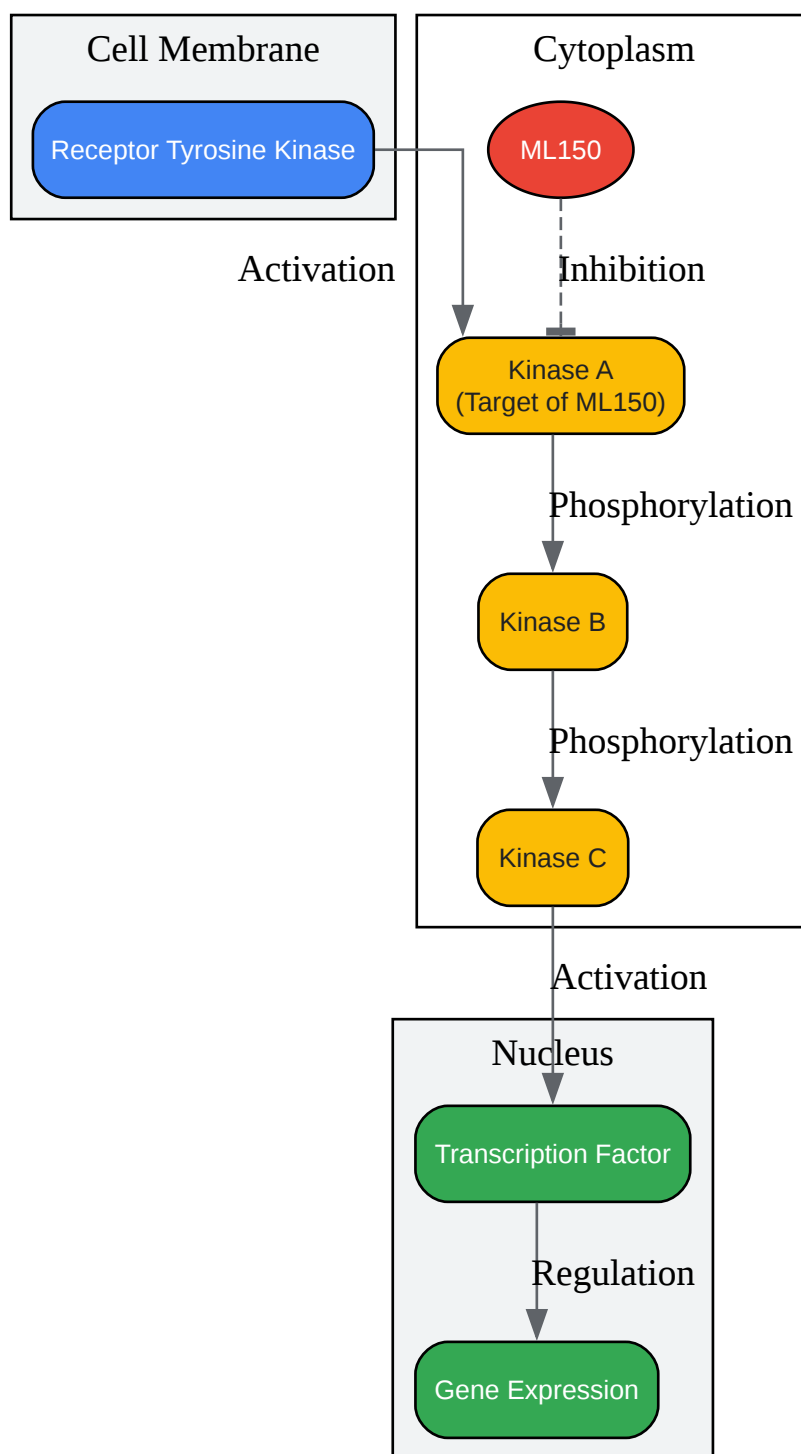 Cell Membrane
Cytoplasm
Receptor Tyrosine Kinase
ML150
Activation
Inhibition
Kinase A
(Target of ML150)
Phosphorylation
Kinase B
Phosphorylation
Kinase C
Activation
Nucleus
Transcription Factor
Regulation
Gene Expression